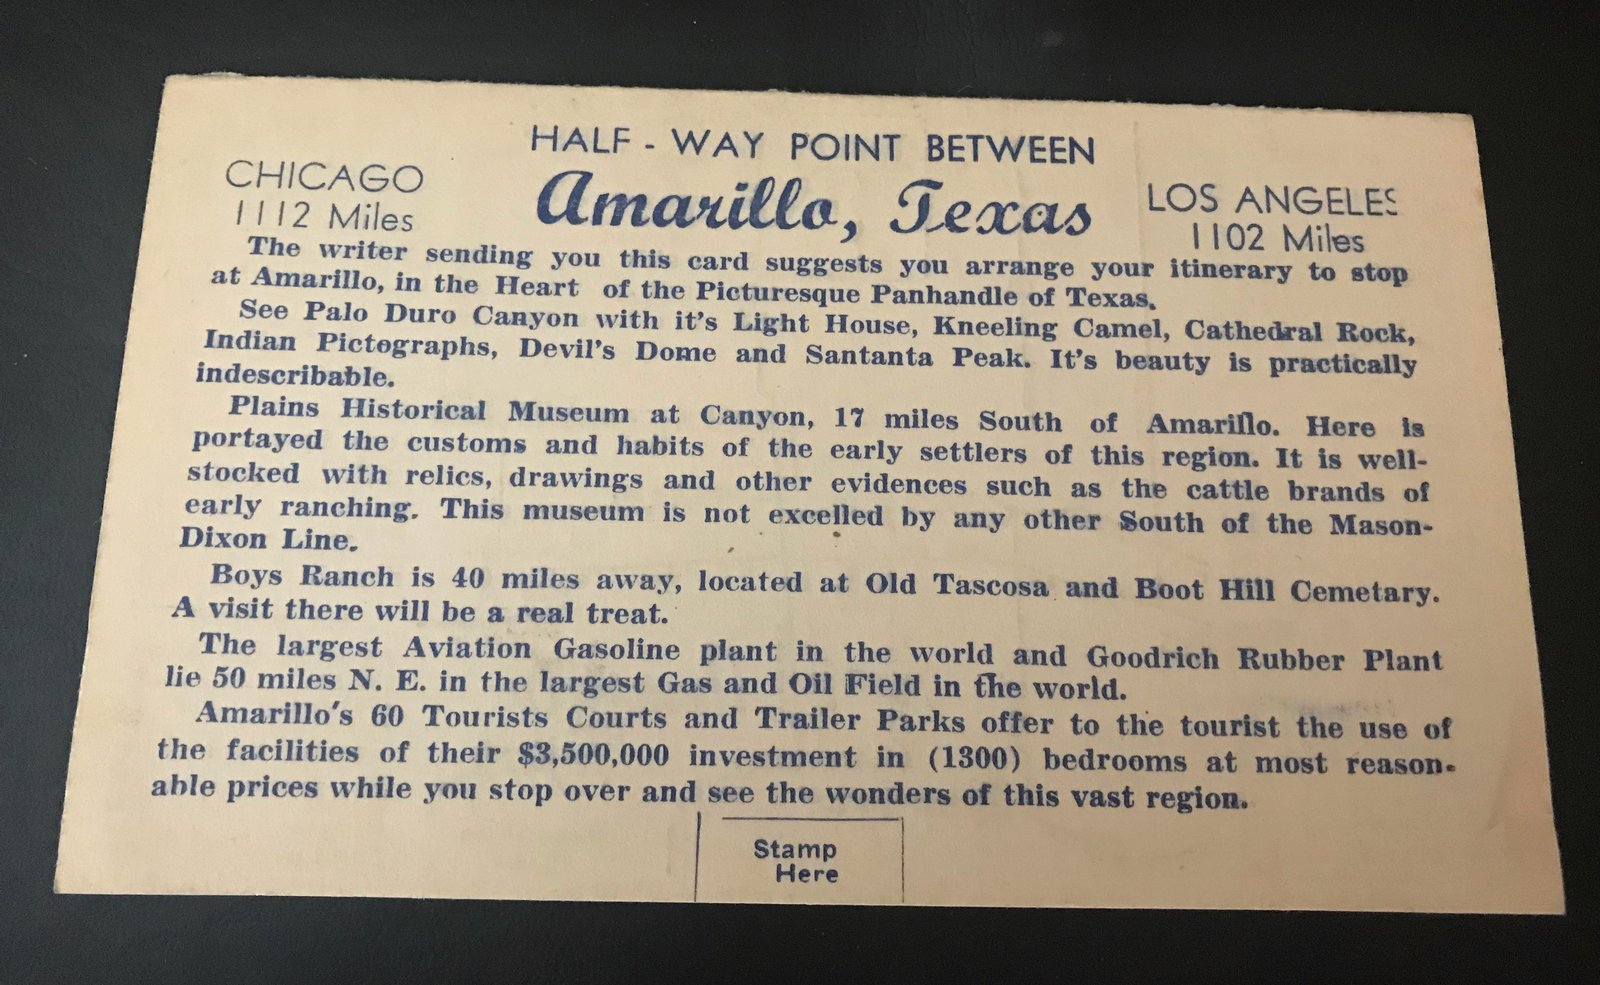 HALF - WAY POINT BETWEEN
CHICAGO
1112 Miles
Amarillo, Texas
LOS ANGELES
1102 Miles
The writer sending you this card suggests you arrange your itinerary to stop
at Amarillo, in the Heart of the Picturesque Panhandle of Texas.
See Palo Duro Canyon with it's Light House, Kneeling Camel, Cathedral Rock,
Indian Pictographs, Devil's Dome and Santanta Peak. It's beauty is practically
indescribable.
Plains Historical Museum at Canyon, 17 miles South of Amarillo. Here is
portayed the customs and habits of the early settlers of this region. It is well-
stocked with relics, drawings and other evidences such as the cattle brands of
early ranching. This museum is not excelled by any other South of the Mason-
Dixon Line.
Boys Ranch is 40 miles away, located at Old Tascosa and Boot Hill Cemetary.
A visit there will be a real treat.
The largest Aviation Gasoline plant in the world and Goodrich Rubber Plant
lie 50 miles N. E. in the largest Gas and Oil Field in the world.
Amarillo's 60 Tourists Courts and Trailer Parks offer to the tourist the use of
the facilities of their $3,500,000 investment in (1300) bedrooms at most reason-
able prices while you stop over and see the wonders of this vast region.
Stamp
Here